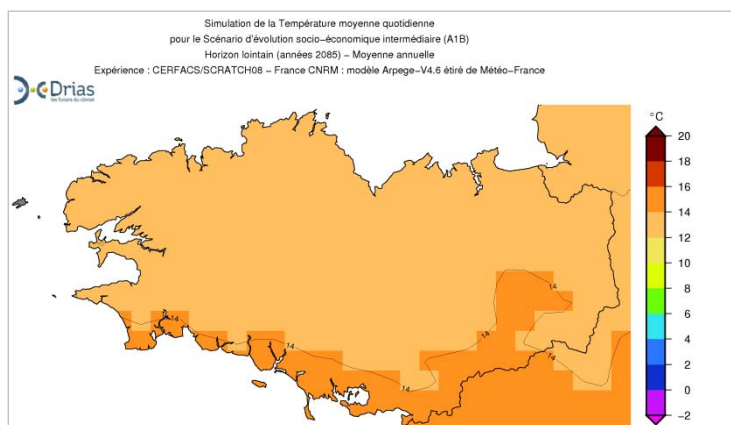 Simulation de la Température moyenne quotidienne
pour le Scénario d'évolution socio-économique intermédiaire (A1B)
Horizon lointain (années 2085) – Moyenne annuelle
Expérience : CERFACS/SCRATCH08 – France CNRM : modèle Arpege-V4.6 étiré de Météo-France
Drias
les futurs du climat
°C
20
18
16
14
12
10
8
6
4
2
0
−2
14
14
14
14
14
14